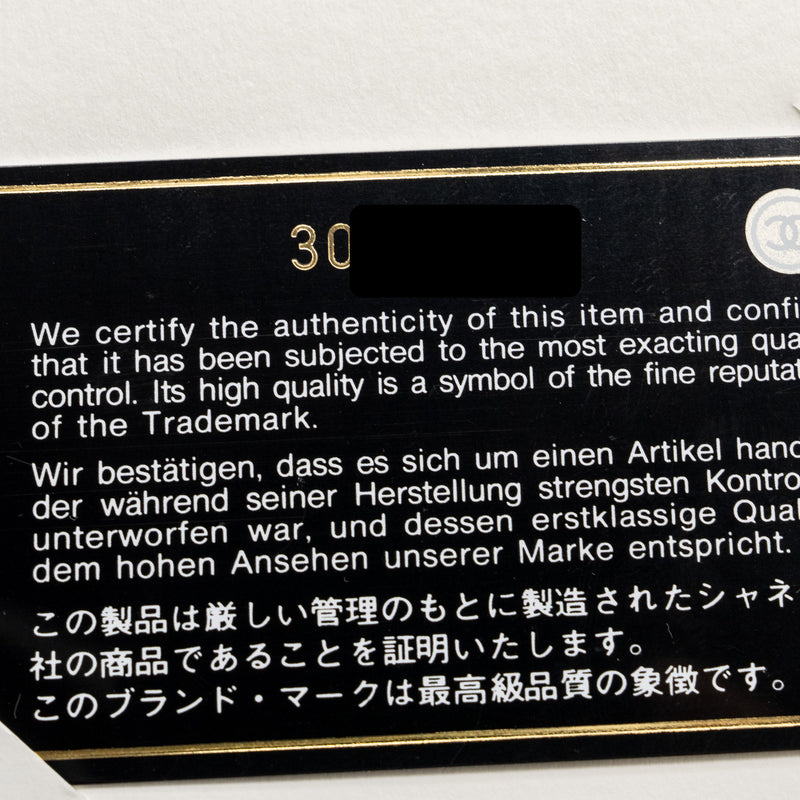 30
We certify the authenticity of this item and confi
that it has been subjected to the most exacting qua
control. Its high quality is a symbol of the fine reputat
of the Trademark.
Wir bestätigen, dass es sich um einen Artikel hand
der während seiner Herstellung strengsten Kontro
unterworfen war, und dessen erstklassige Qual
dem hohen Ansehen unserer Marke entspricht.
この製品は厳しい管理のもとに製造されたシャネ
社の商品であることを証明いたします。
このブランド・マークは最高級品質の象徴です。